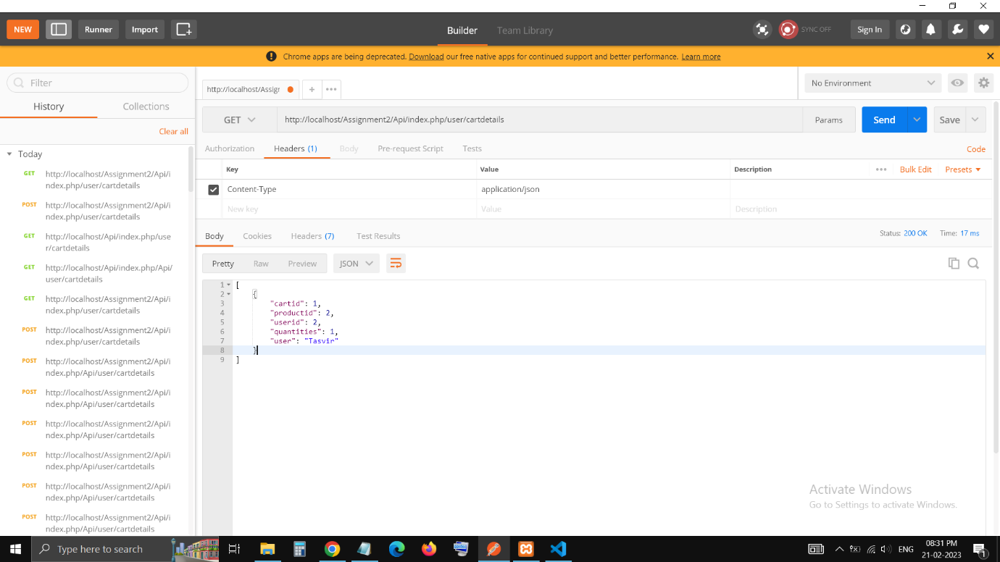 NEW
Runner
Import
Builder
Team Library
SYNC OFF
Sign In
Chrome apps are being deprecated. Download our free native apps for continued support and better performance. Learn more
Filter
History
Collections
Clear all
Today
GET http://localhost/Assignment2/Api/i
ndex.php/user/cartdetails
POST http://localhost/Assignment2/Api/i
ndex.php/user/cartdetails
GET http://localhost/Api/index.php/use
r/cartdetails
GET http://localhost/Api/index.php/Api/
user/cartdetails
GET http://localhost/Assignment2/Api/i
ndex.php/user/cartdetails
POST http://localhost/Assignment2/Api/i
ndex.php/user/cartdetails
POST http://localhost/Assignment2/Api/i
ndex.php/Api/user/cartdetails
POST http://localhost/Assignment2/Api/i
ndex.php/Api/user/cartdetails
POST http://localhost/Assignment2/Api/i
ndex.php/Api/user/cartdetails
POST http://localhost/Assignment2/Api/i
ndex.php/Api/user/cartdetails
POST http://localhost/Assignment2/Api/i
ndex.php/Api/user/cartdetails
POST http://localhost/Assignment2/Api/i
ndex.php/Api/user/cartdetails
http://localhost/Assigr
No Environment
GET http://localhost/Assignment2/Api/index.php/user/cartdetails Params Send Save
Authorization Headers (1) Body Pre-request Script Tests Code
Key Value Description Bulk Edit Presets
Content-Type application/json
New key Value Description
Body Cookies Headers (7) Test Results Status: 200 OK Time: 17 ms
Pretty Raw Preview JSON
1 [
2 {
3 "cartid": 1,
4 "productid": 2,
5 "userid": 2,
6 "quantities": 1,
7 "user": "Tasvir"
8 }
9 ]
Activate Windows
Go to Settings to activate Windows.
Type here to search
ENG
08:31 PM
21-02-2023
1